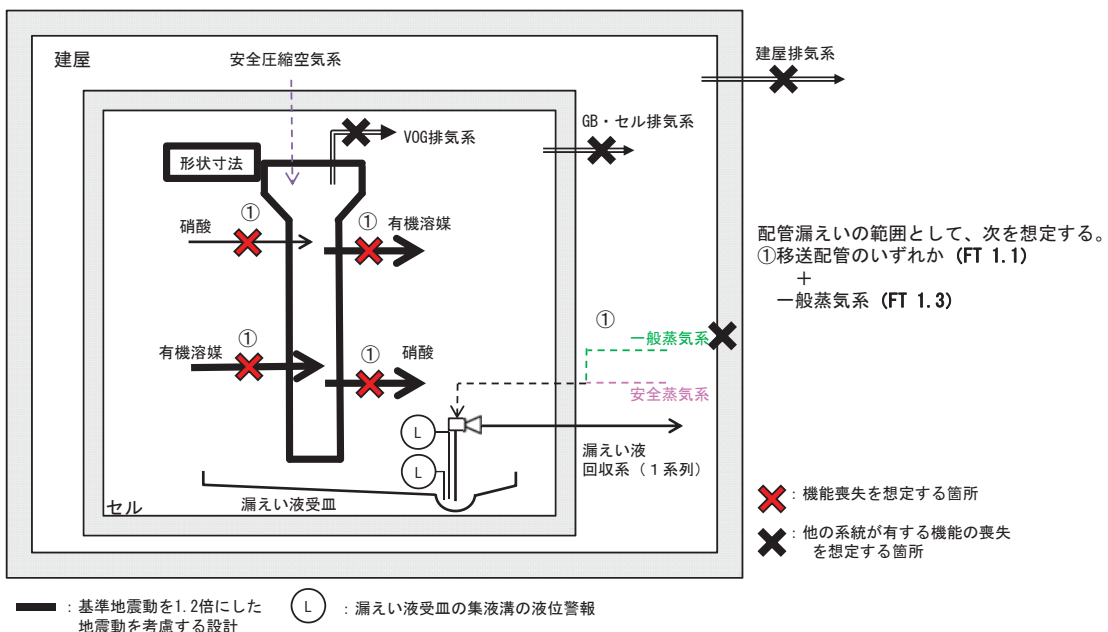 建屋
安全圧縮空気系
建屋排気系
GB・セル排気系
VOG排気系
形状寸法
硝酸
①
①
有機溶媒
配管漏えいの範囲として、次を想定する。
①移送配管のいずれか (FT 1.1)
+
一般蒸気系 (FT 1.3)
有機溶媒
①
①
硝酸
①
一般蒸気系
安全蒸気系
L
L
漏えい液
回収系（１系列）
漏えい液受皿
セル
：機能喪失を想定する箇所
：他の系統が有する機能の喪失
を想定する箇所
：基準地震動を1.2倍にした
地震動を考慮する設計
L
：漏えい液受皿の集液溝の液位警報